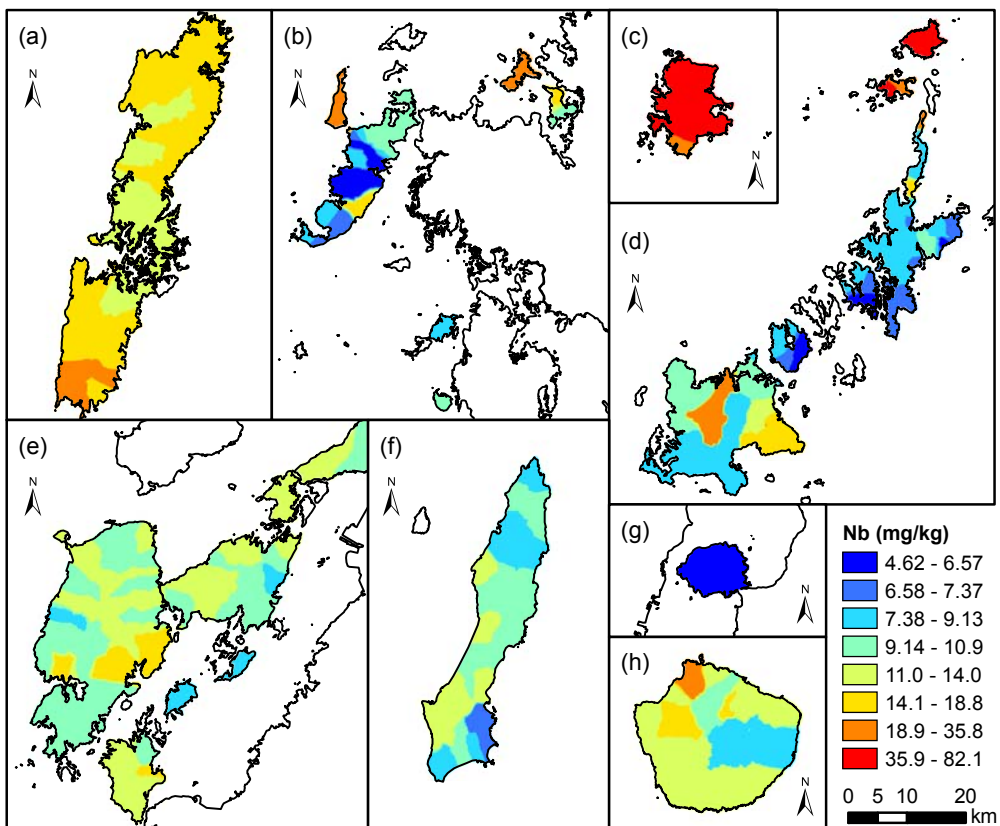 (a)
N
(b)
N
(c)
N
(d)
N
(e)
N
(f)
N
(g)
N
(h)
N
Nb (mg/kg)
4.62 - 6.57
6.58 - 7.37
7.38 - 9.13
9.14 - 10.9
11.0 - 14.0
14.1 - 18.8
18.9 - 35.8
35.9 - 82.1
0 5 10 20
km